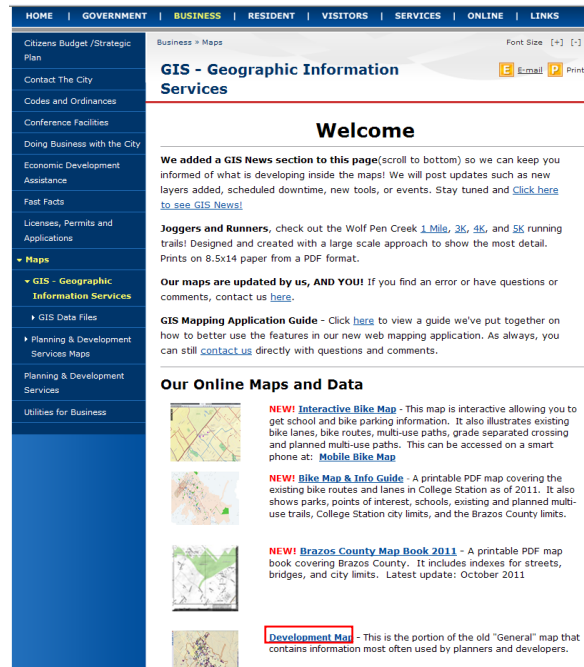 HOME | GOVERNMENT | BUSINESS | RESIDENT | VISITORS | SERVICES | ONLINE | LINKS
Citizens Budget /Strategic
Plan
Contact The City
Codes and Ordinances
Conference Facilities
Doing Business with the City
Economic Development
Assistance
Fast Facts
Licenses, Permits and
Applications
Maps
GIS - Geographic
Information Services
GIS Data Files
Planning & Development
Services Maps
Planning & Development
Services
Utilities for Business
Business » Maps
Font Size [+] [-]
GIS - Geographic Information
Services
E E-mail P Print
Welcome
We added a GIS News section to this page(scroll to bottom) so we can keep you
informed of what is developing inside the maps! We will post updates such as new
layers added, scheduled downtime, new tools, or events. Stay tuned and Click here
to see GIS News!
Joggers and Runners, check out the Wolf Pen Creek 1 Mile, 3K, 4K, and 5K running
trails! Designed and created with a large scale approach to show the most detail.
Prints on 8.5x14 paper from a PDF format.
Our maps are updated by us, AND YOU! If you find an error or have questions or
comments, contact us here.
GIS Mapping Application Guide - Click here to view a guide we've put together on
how to better use the features in our new web mapping application. As always, you
can still contact us directly with questions and comments.
Our Online Maps and Data
NEW! Interactive Bike Map - This map is interactive allowing you to
get school and bike parking information. It also illustrates existing
bike lanes, bike routes, multi-use paths, grade separated crossing
and planned multi-use paths. This can be accessed on a smart
phone at: Mobile Bike Map
NEW! Bike Map & Info Guide - A printable PDF map covering the
existing bike routes and lanes in College Station as of 2011. It also
shows parks, points of interest, schools, existing and planned multi-
use trails, College Station city limits, and the Brazos County limits.
NEW! Brazos County Map Book 2011 - A printable PDF map
book covering Brazos County. It includes indexes for streets,
bridges, and city limits. Latest update: October 2011
Development Map - This is the portion of the old "General" map that
contains information most often used by planners and developers.